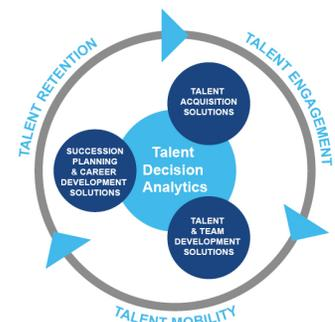 TALENT RETENTION
TALENT ENGAGEMENT
TALENT
ACQUISITION
SOLUTIONS
SUCCESSION
PLANNING
& CAREER
DEVELOPMENT
SOLUTIONS
Talent
Decision
Analytics
TALENT
& TEAM
DEVELOPMENT
SOLUTIONS
TALENT MOBILITY